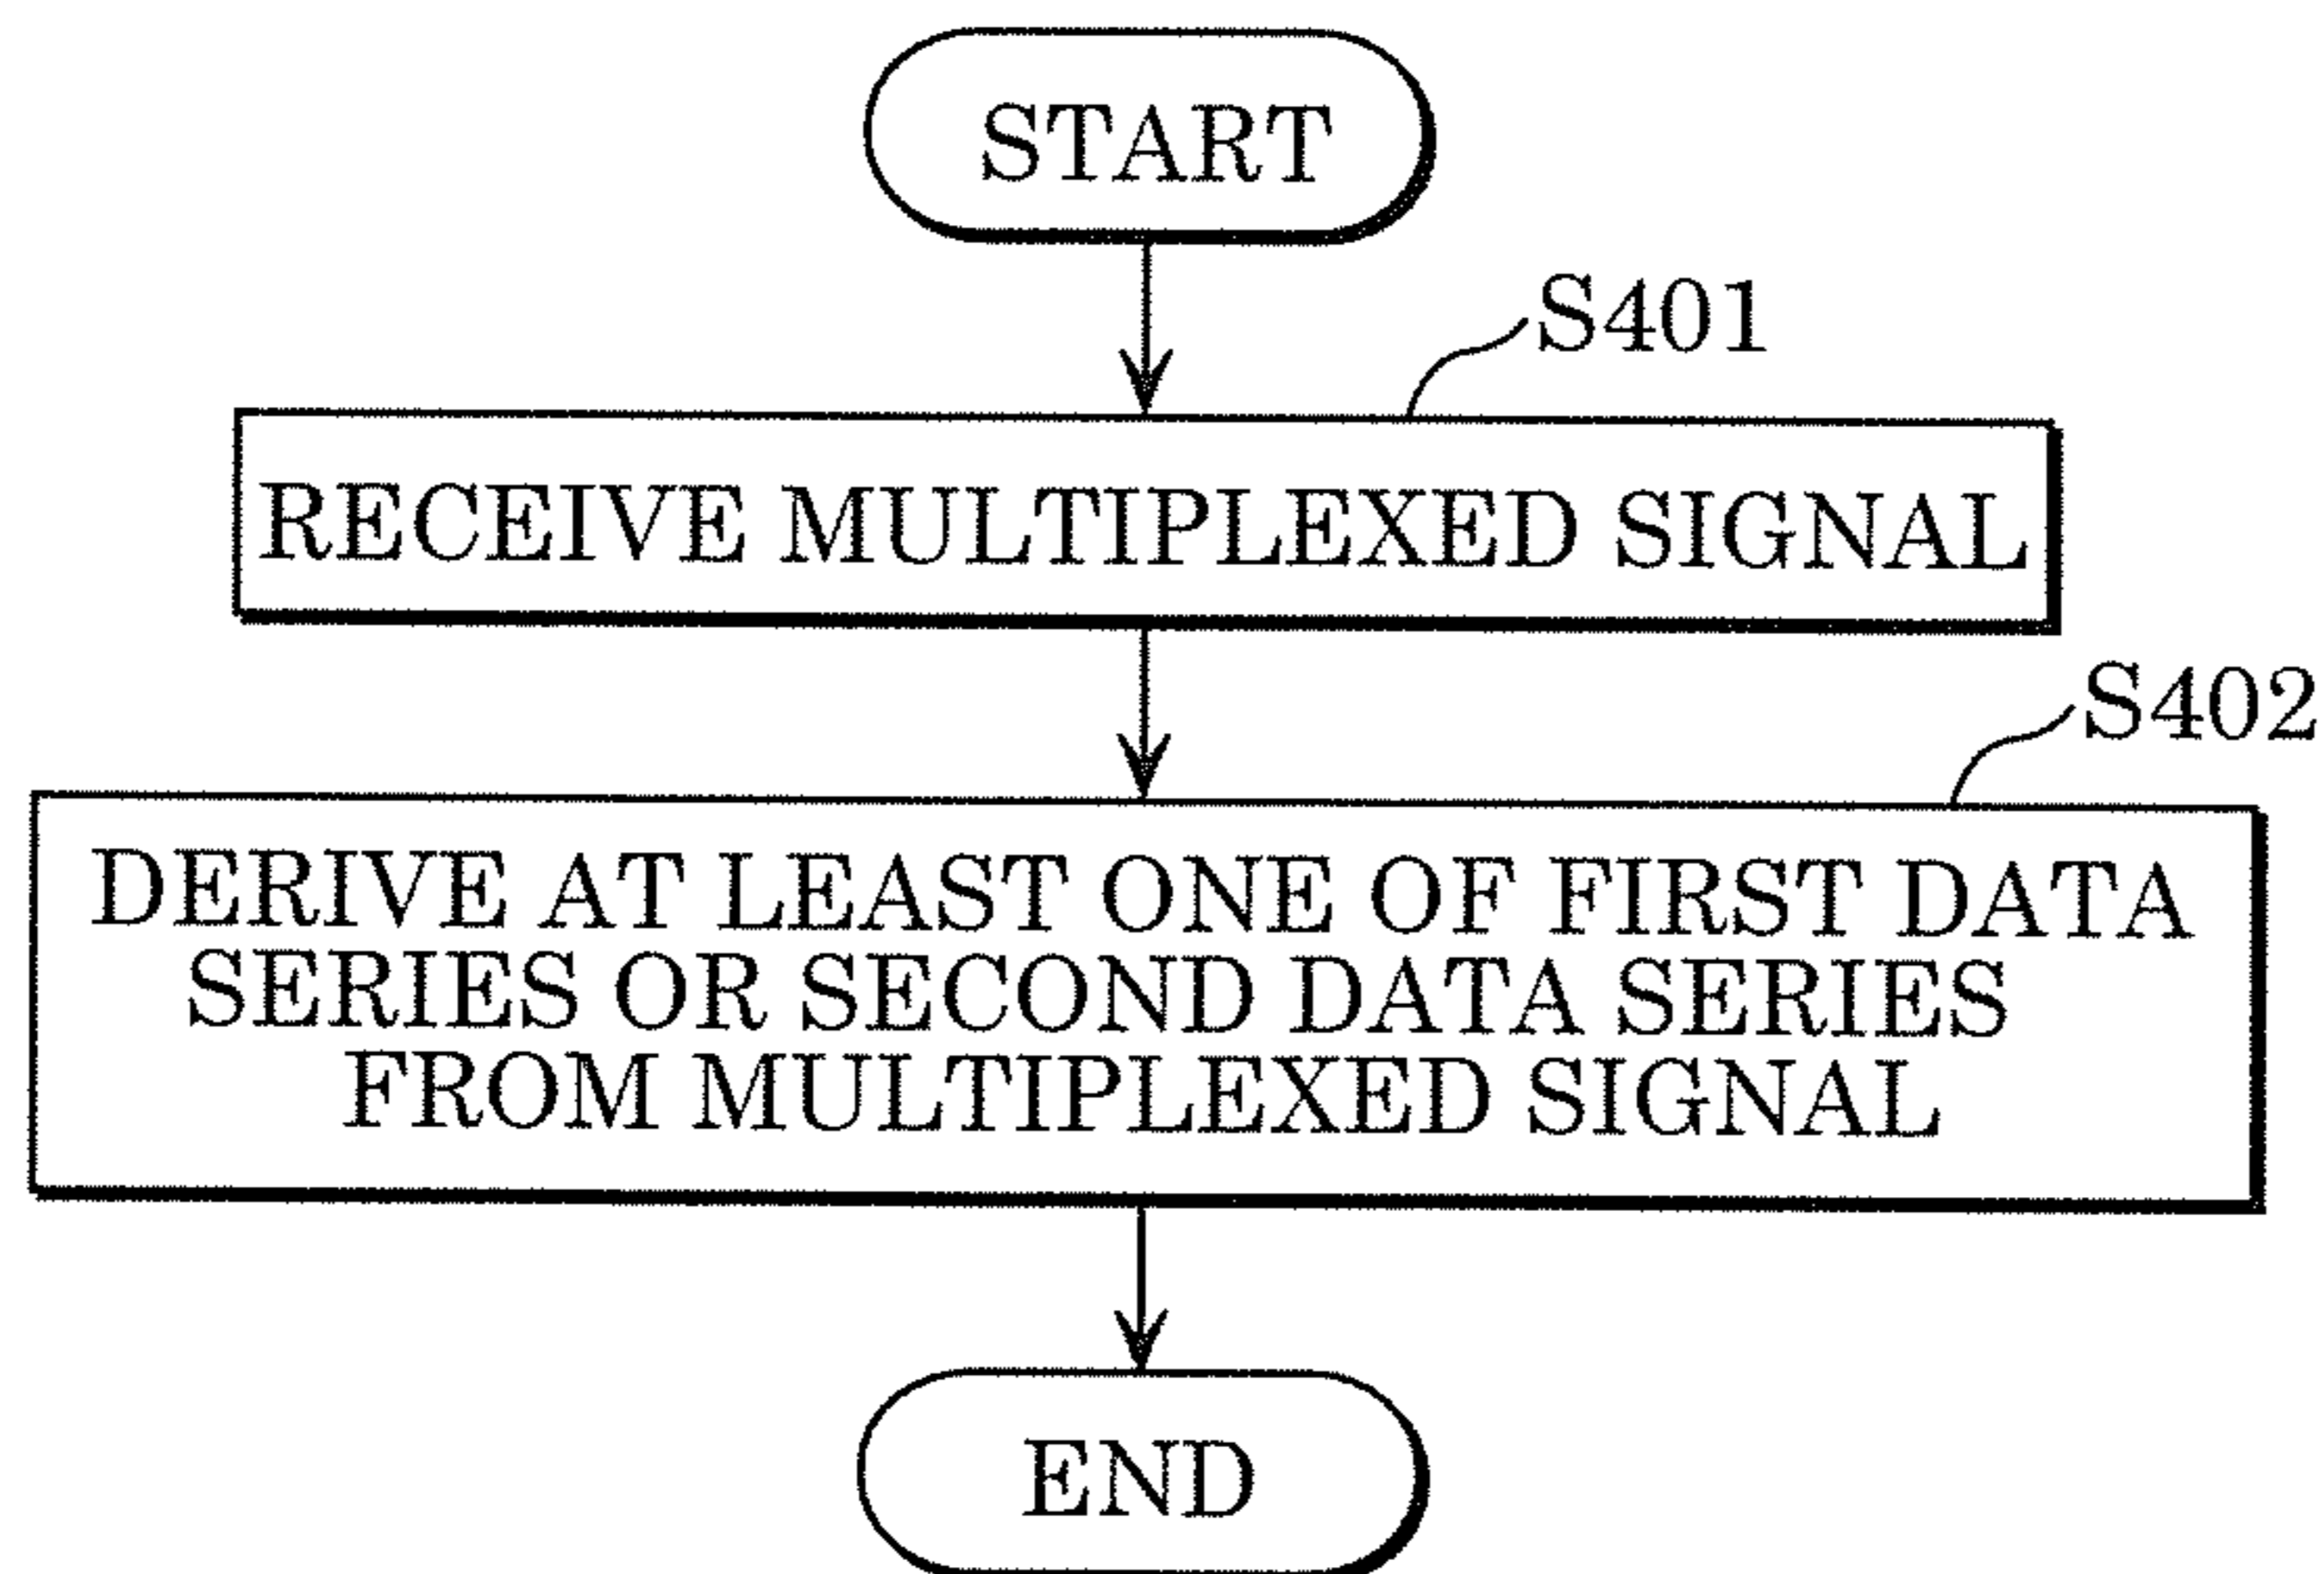 START
S401
RECEIVE MULTIPLEXED SIGNAL
S402
DERIVE AT LEAST ONE OF FIRST DATA
SERIES OR SECOND DATA SERIES
FROM MULTIPLEXED SIGNAL
END